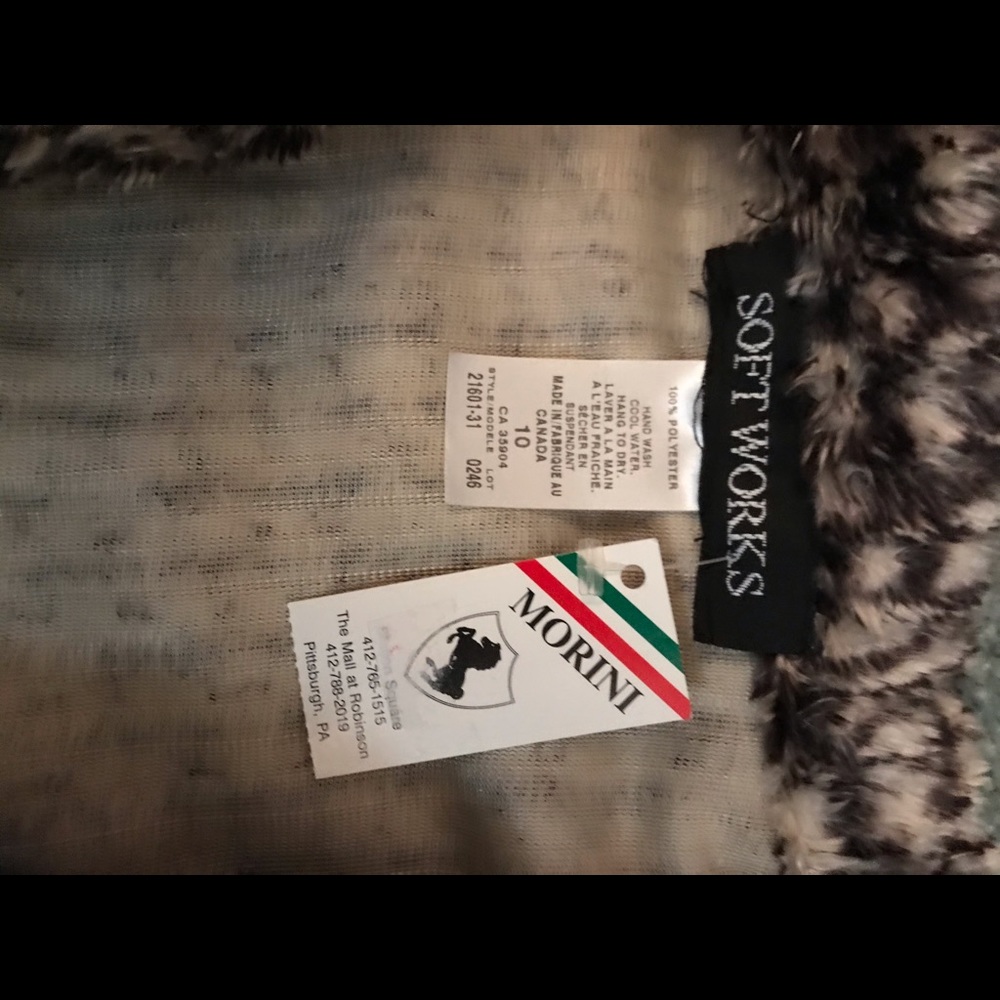 SOFT WORKS
100% POLYESTER
HAND WASH
COOL WATER.
HANG TO DRY.
LAVER A LA MAIN
A L'EAU FRAICHE.
SÉCHER EN
SUSPENDANT
MADE IN/FABRIQUE AU
CANADA
10
CA 35904
STYLE/MODELE LOT
21601-31 0246
MORINI
Square
412-765-1515
The Mall at Robinson
412-788-2019
Pittsburgh, PA